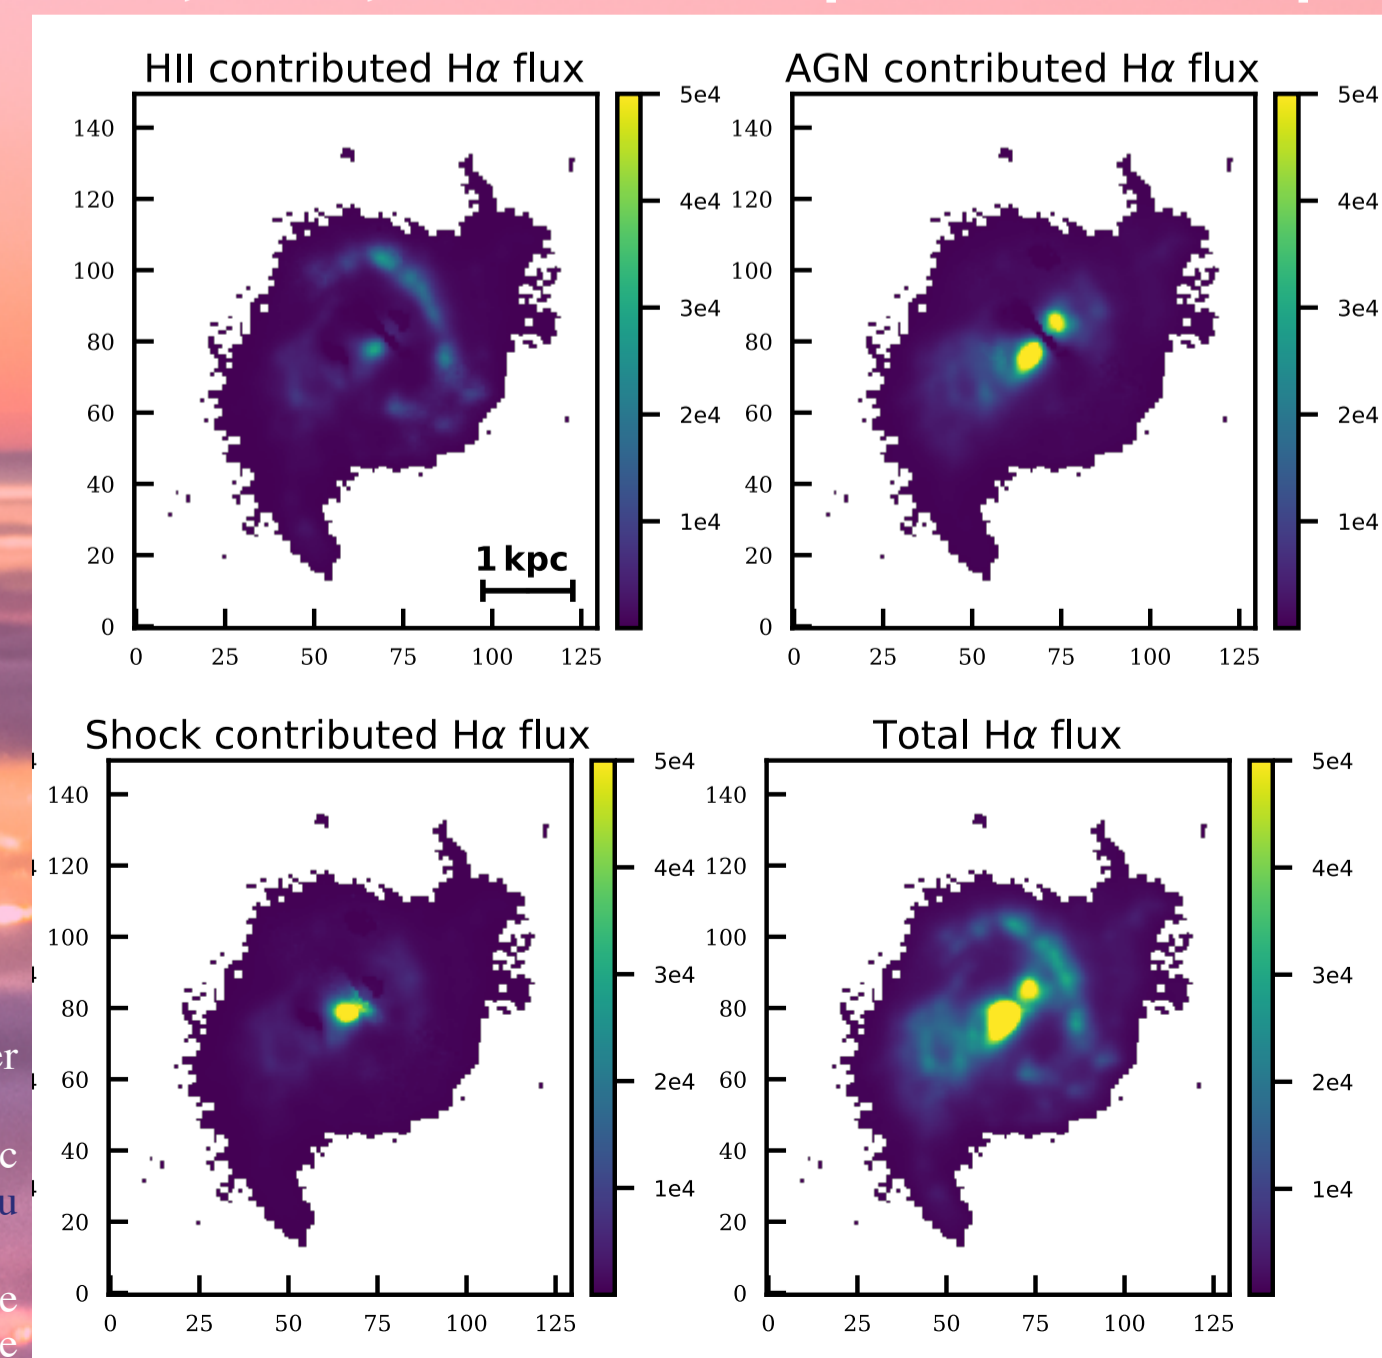 HII contributed Hα flux
AGN contributed Hα flux
140
120
100
80
60
40
20
0
0 25 50 75 100 125
1 kpc
5e4
4e4
3e4
2e4
1e4
140
120
100
80
60
40
20
0
0 25 50 75 100 125
5e4
4e4
3e4
2e4
1e4
Shock contributed Hα flux
Total Hα flux
140
120
100
80
60
40
20
0
0 25 50 75 100 125
5e4
4e4
3e4
2e4
1e4
140
120
100
80
60
40
20
0
0 25 50 75 100 125
5e4
4e4
3e4
2e4
1e4